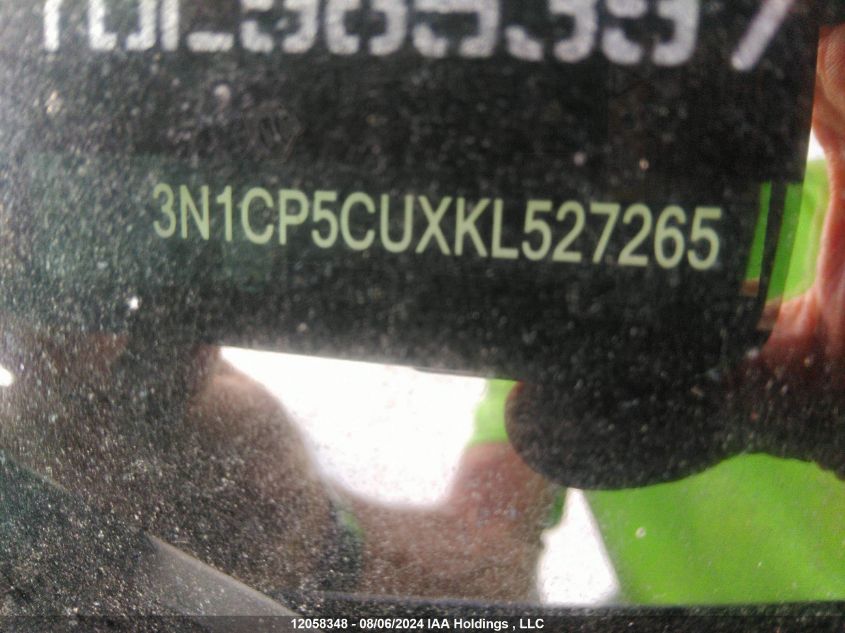 3N1CP5CUXKL527265
12058348 - 08/06/2024 IAA Holdings , LLC